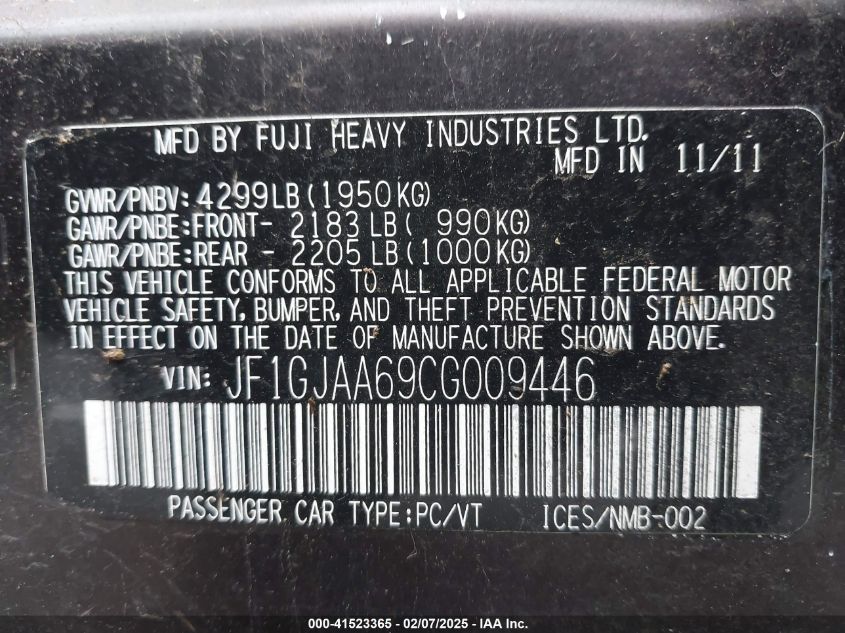 MFD BY FUJI HEAVY INDUSTRIES LTD.
MFD IN 11/11
GVWR/PNBV: 4299LB (1950KG)
GAWR/PNBE:FRONT- 2183 LB ( 990KG)
GAWR/PNBE:REAR - 2205 LB (1000KG)
THIS VEHICLE CONFORMS TO ALL APPLICABLE FEDERAL MOTOR
VEHICLE SAFETY, BUMPER, AND THEFT PREVENTION STANDARDS
IN EFFECT ON THE DATE OF MANUFACTURE SHOWN ABOVE.
VIN: JF1GJAA69CG009446
PASSENGER CAR TYPE:PC/VT ICES/NMB-002
000-41523365 - 02/07/2025 - IAA Inc.